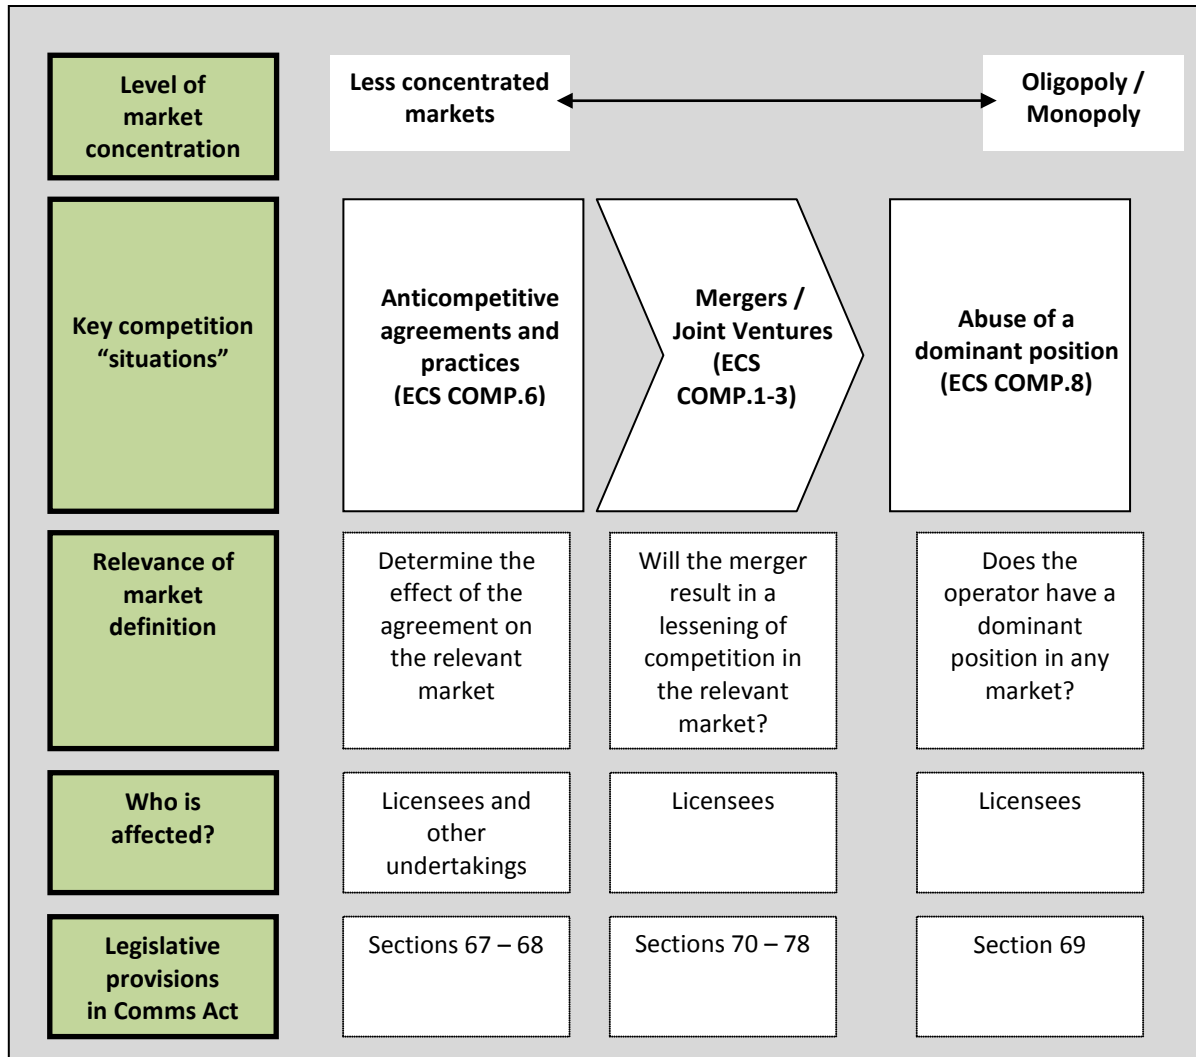 Level of
market
concentration
Less concentrated
markets
Oligopoly /
Monopoly
Key competition
“situations”
Anticompetitive
agreements and
practices
(ECS COMP.6)
Mergers /
Joint Ventures
(ECS
COMP.1-3)
Abuse of a
dominant position
(ECS COMP.8)
Relevance of
market
definition
Determine the
effect of the
agreement on
the relevant
market
Will the merger
result in a
lessening of
competition in
the relevant
market?
Does the
operator have a
dominant
position in any
market?
Who is
affected?
Licensees and
other
undertakings
Licensees
Licensees
Legislative
provisions
in Comms Act
Sections 67 – 68
Sections 70 – 78
Section 69